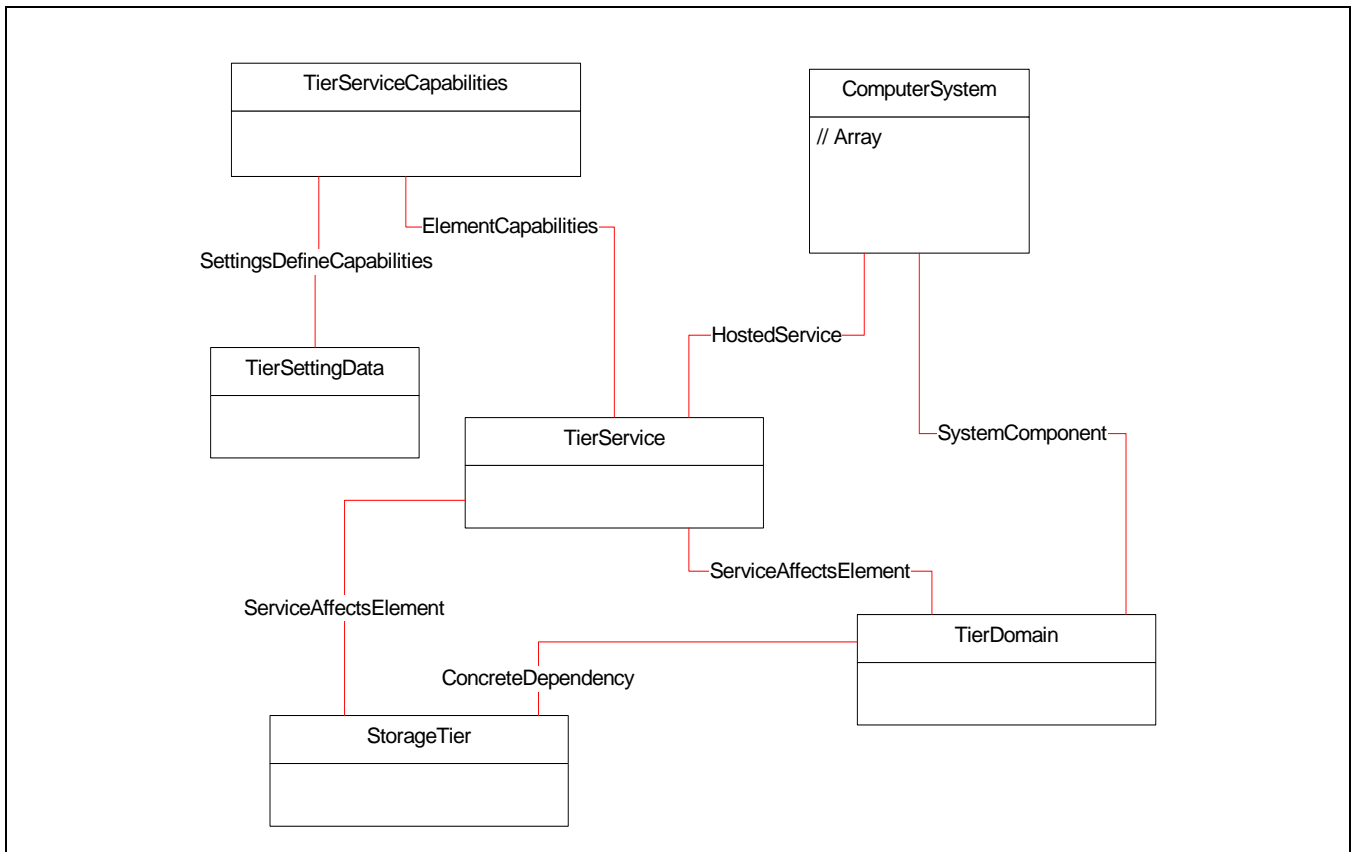 TierServiceCapabilities
ComputerSystem
// Array
ElementCapabilities
SettingsDefineCapabilities
HostedService
TierSettingData
TierService
SystemComponent
ServiceAffectsElement
ServiceAffectsElement
TierDomain
ConcreteDependency
StorageTier